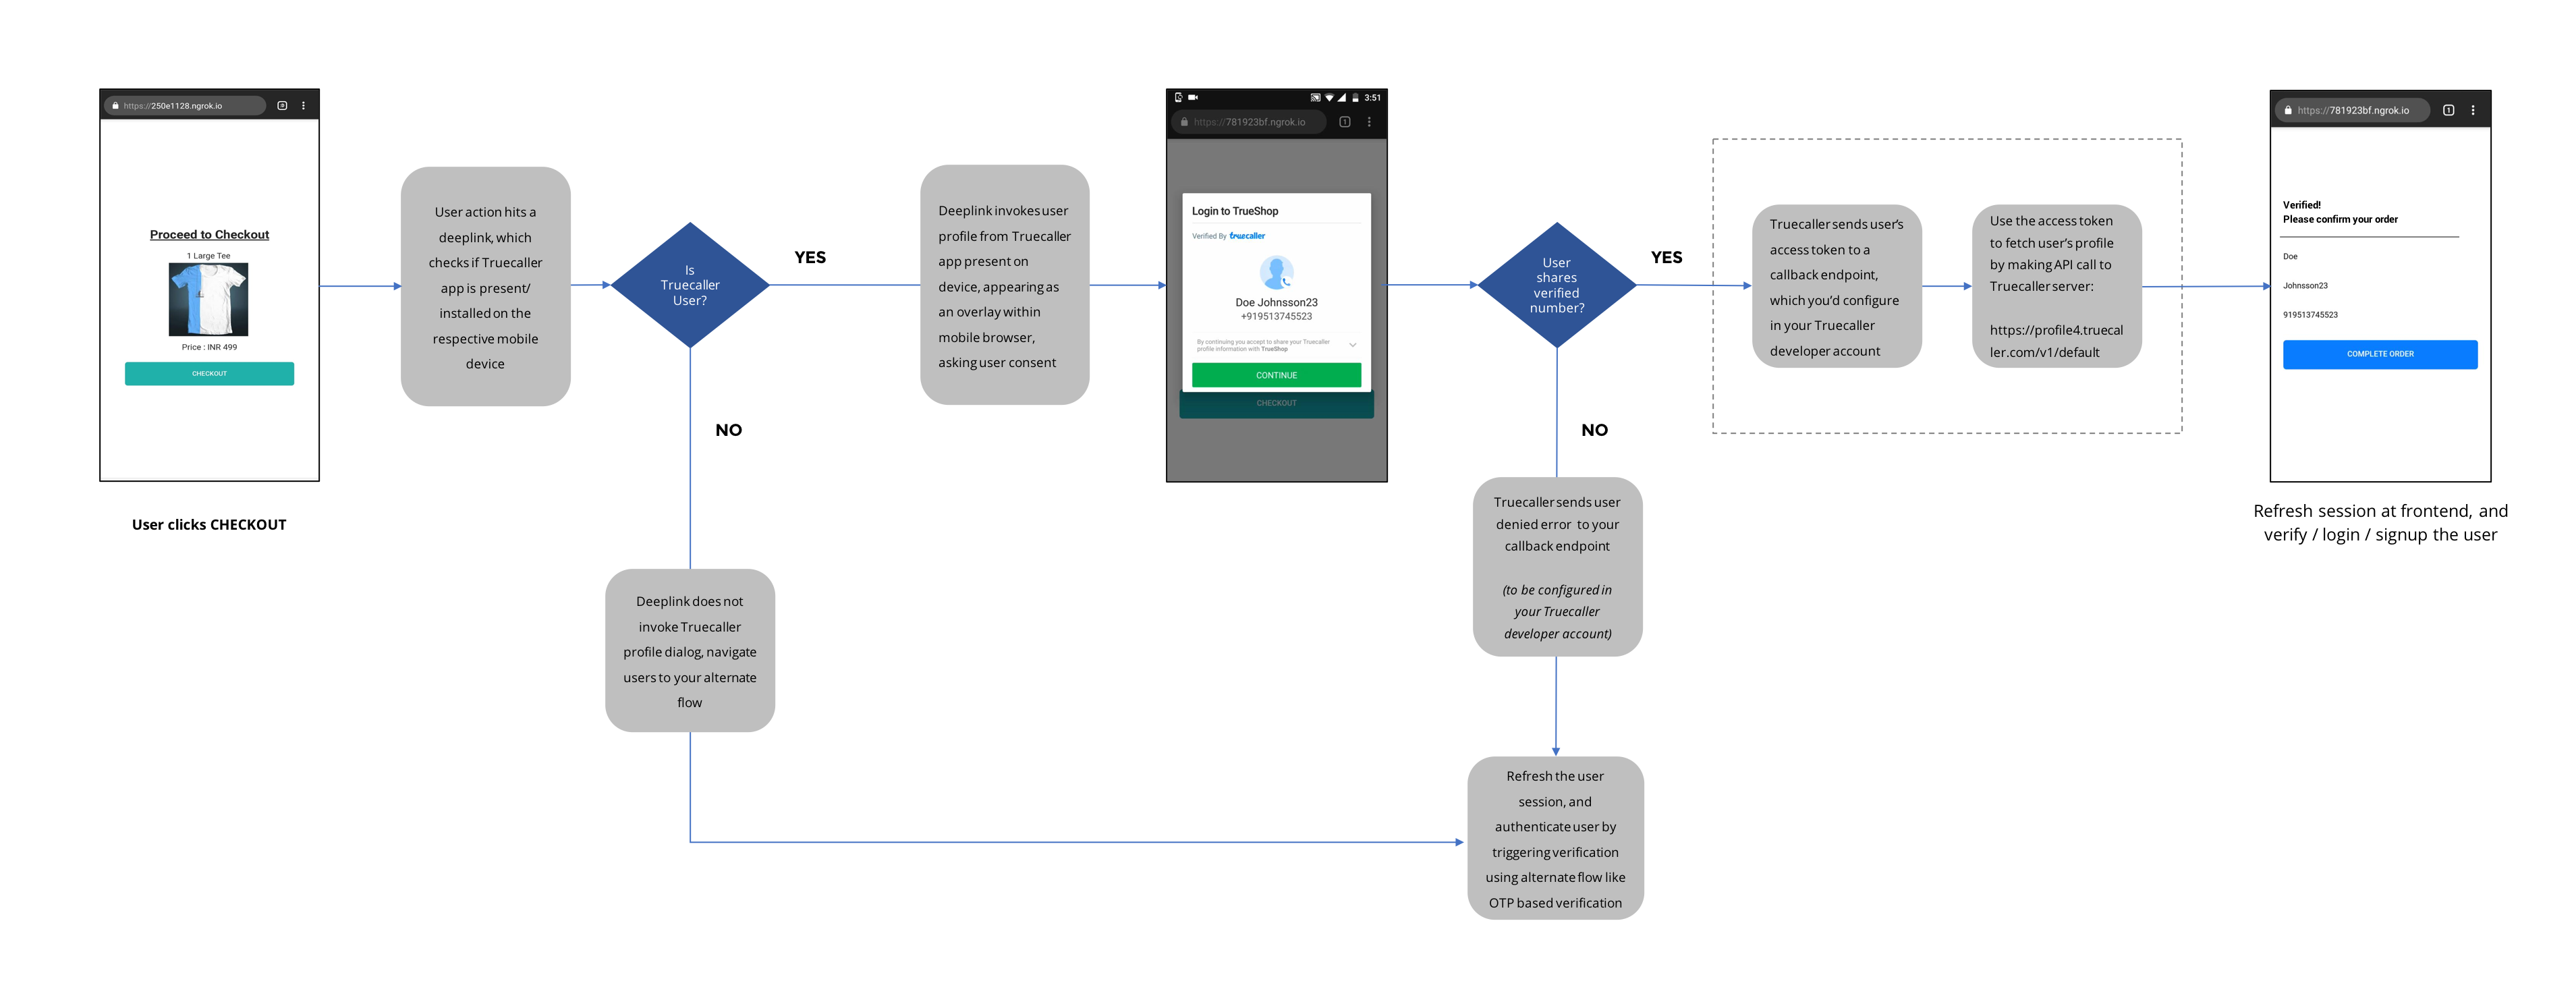 https://250e1128.ngrok.io
Proceed to Checkout
1 Large Tee
Price : INR 499
CHECKOUT
User clicks CHECKOUT
User action hits a
deeplink, which
checks if Truecaller
app is present/
installed on the
respective mobile
device
Is
Truecaller
User?
YES
NO
Deeplink does not
invoke Truecaller
profile dialog, navigate
users to your alternate
flow
Deeplink invokes user
profile from Truecaller
app present on
device, appearing as
an overlay within
mobile browser,
asking user consent
3:51
https://781923bf.ngrok.io
1
Login to TrueShop
Verified By truecaller
Doe Johnsson23
+919513745523
By continuing you accept to share your Truecaller
profile information with TrueShop
CONTINUE
CHECKOUT
User
shares
verified
number?
YES
NO
Truecaller sends user
denied error to your
callback endpoint
(to be configured in
your Truecaller
developer account)
Refresh the user
session, and
authenticate user by
triggering verification
using alternate flow like
OTP based verification
Truecaller sends user’s
access token to a
callback endpoint,
which you’d configure
in your Truecaller
developer account
Use the access token
to fetch user’s profile
by making API call to
Truecaller server:
https://profile4.truecal
ler.com/v1/default
https://781923bf.ngrok.io
1
Verified!
Please confirm your order
Doe
Johnsson23
919513745523
COMPLETE ORDER
Refresh session at frontend, and
verify / login / signup the user